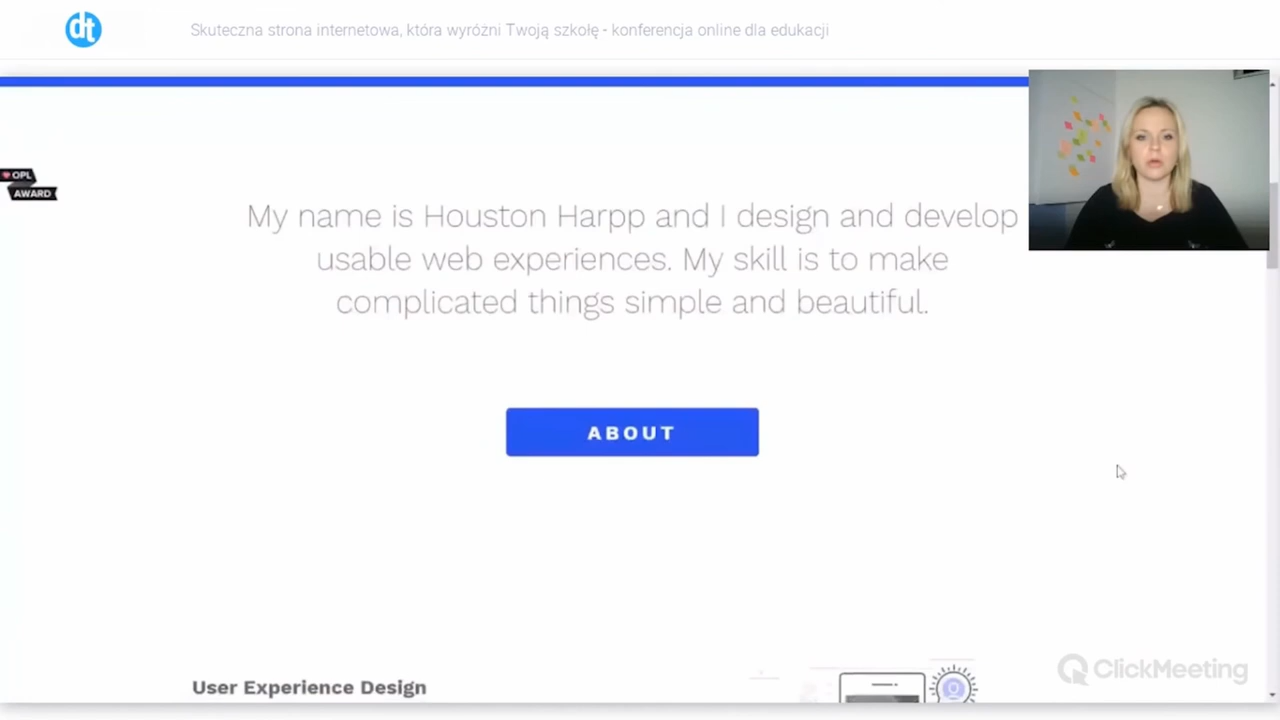 dt
Skuteczna strona internetowa, która wyróżni Twoją szkołę - konferencja online dla edukacji
OPL
AWARD
My name is Houston Harpp and I design and develop
usable web experiences. My skill is to make
complicated things simple and beautiful.
ABOUT
User Experience Design
ClickMeeting